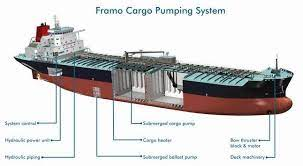 Framo Cargo Pumping System
System control
Submerged cargo pump
Hydraulic power unit
Cargo heater
Bow thruster
block & motor
Hydraulic piping
Submerged ballast pump
Deck machinery